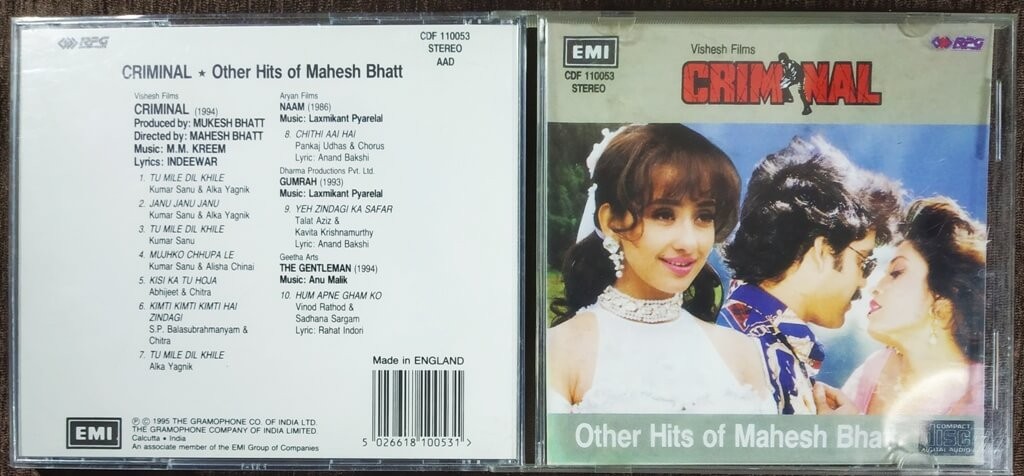 RPG
CDF 110053
STEREO
AAD
CRIMINAL ★ Other Hits of Mahesh Bhatt
Vishesh Films
CRIMINAL (1994)
Produced by: MUKESH BHATT
Directed by: MAHESH BHATT
Music: M.M. KREEM
Lyrics: INDEEWAR
1. TU MILE DIL KHILE
Kumar Sanu & Alka Yagnik
2. JANU JANU JANU
Kumar Sanu & Alka Yagnik
3. TU MILE DIL KHILE
Kumar Sanu
4. MUJHKO CHHUPA LE
Kumar Sanu & Alisha Chinai
5. KISI KA TU HOJA
Abhijeet & Chitra
6. KIMTI KIMTI KIMTI HAI
ZINDAGI
S.P. Balasubrahmanyam &
Chitra
7. TU MILE DIL KHILE
Alka Yagnik
Aryan Films
NAAM (1986)
Music: Laxmikant Pyarelal
8. CHITHI AAI HAI
Pankaj Udhas & Chorus
Lyric: Anand Bakshi
Dharma Productions Pvt. Ltd.
GUMRAH (1993)
Music: Laxmikant Pyarelal
9. YEH ZINDAGI KA SAFAR
Talat Aziz &
Kavita Krishnamurthy
Lyric: Anand Bakshi
Geetha Arts
THE GENTLEMAN (1994)
Music: Anu Malik
10. HUM APNE GHAM KO
Vinod Rathod &
Sadhana Sargam
Lyric: Rahat Indori
Made in ENGLAND
5 026618 100531 >
EMI
Ⓟ © 1995 THE GRAMOPHONE CO. OF INDIA LTD.
THE GRAMOPHONE COMPANY OF INDIA LIMITED.
Calcutta • India
An associate member of the EMI Group of Companies
EMI
CDF 110053
STEREO
Vishesh Films
CRIMINAL
RPG
Other Hits of Mahesh Bha
COMPACT
DISC
DIGITAL AUDIO